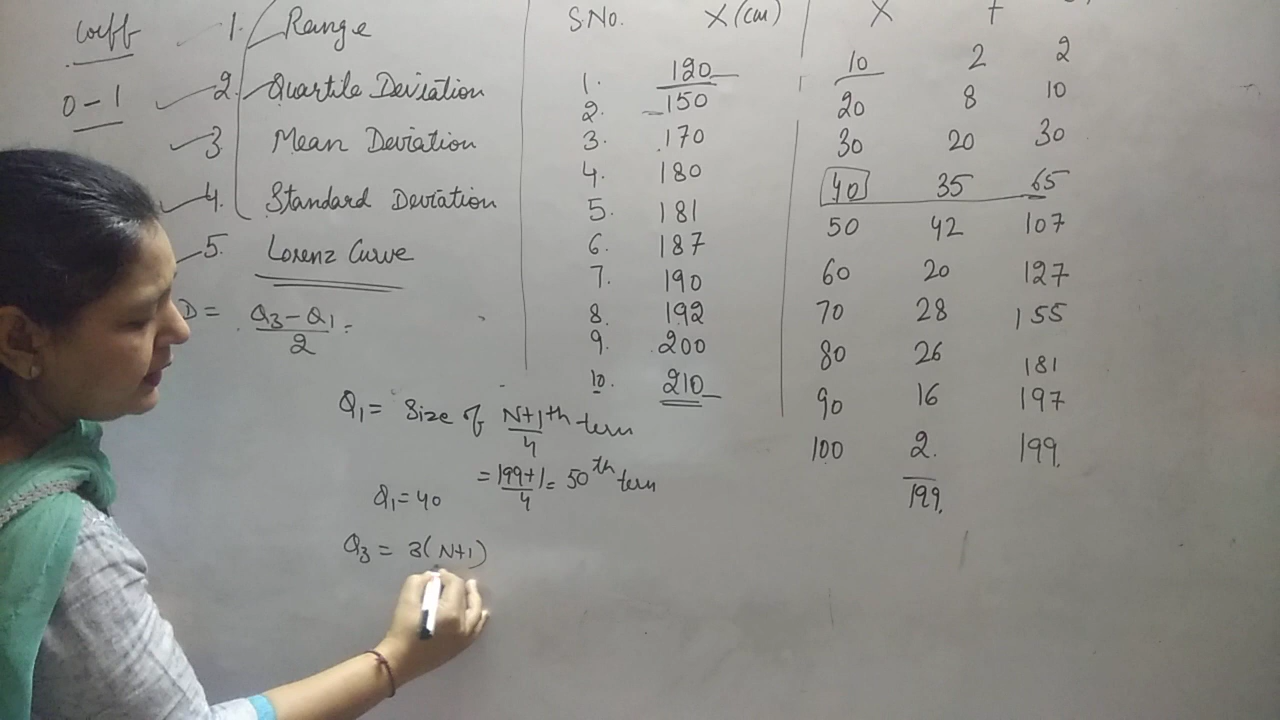 Coeff
0 - 1
1. Range
2. Quartile Deviation
3. Mean Deviation
4. Standard Deviation
5. Lorenz Curve
D = Q3 - Q1 =
2
S No. X (cm)
1. 120
2. 150
3. 170
4. 180
5. 181
6. 187
7. 190
8. 192
9. 200
10. 210
X f
10 2 2
20 8 10
30 20 30
40 35 65
50 42 107
60 20 127
70 28 155
80 26 181
90 16 197
100 2. 199.
199.
Q1 = Size of N+1th term
4
= 199+1 = 50th term
4
Q1 = 40
Q3 = 3(N+1)